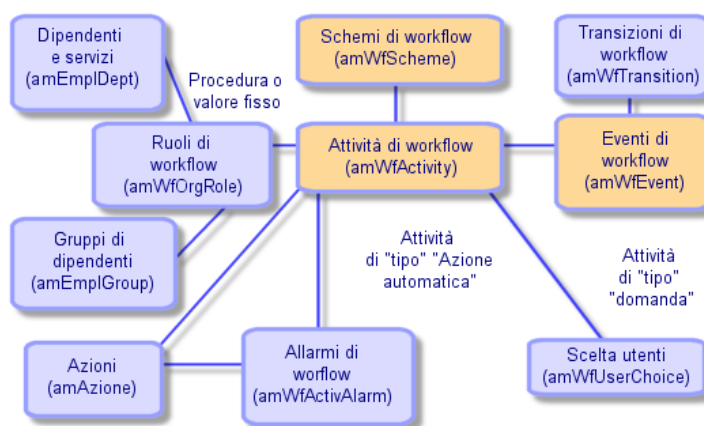 Dipendenti
e servizi
(amEmplDept)
Schemi di workflow
(amWfScheme)
Transizioni di
workflow
(amWfTransition)
Procedura o
valore fisso
Ruoli di
workflow
(amWfOrgRole)
Attività di workflow
(amWfActivity)
Eventi di
workflow
(amWfEvent)
Gruppi di
dipendenti
(amEmplGroup)
Attività
di "tipo" "Azione
automatica"
Attività
di "tipo"
"domanda"
Azioni
(amAzione)
Allarmi di
worflow
(amWfActivAlarm)
Scelta utenti
(amWfUserChoice)